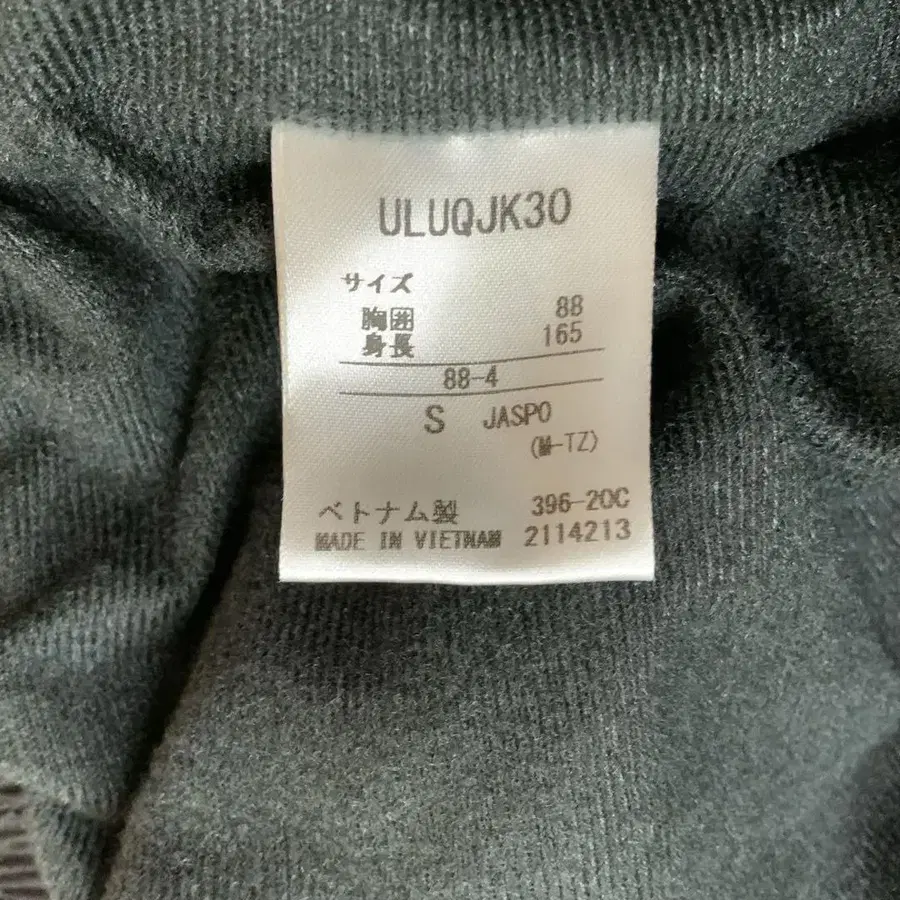 ULUQJK30
サイズ
胸囲 88
身長 165
88-4
S JASPO
(M-TZ)
ベトナム製 396-20C
MADE IN VIETNAM 2114213